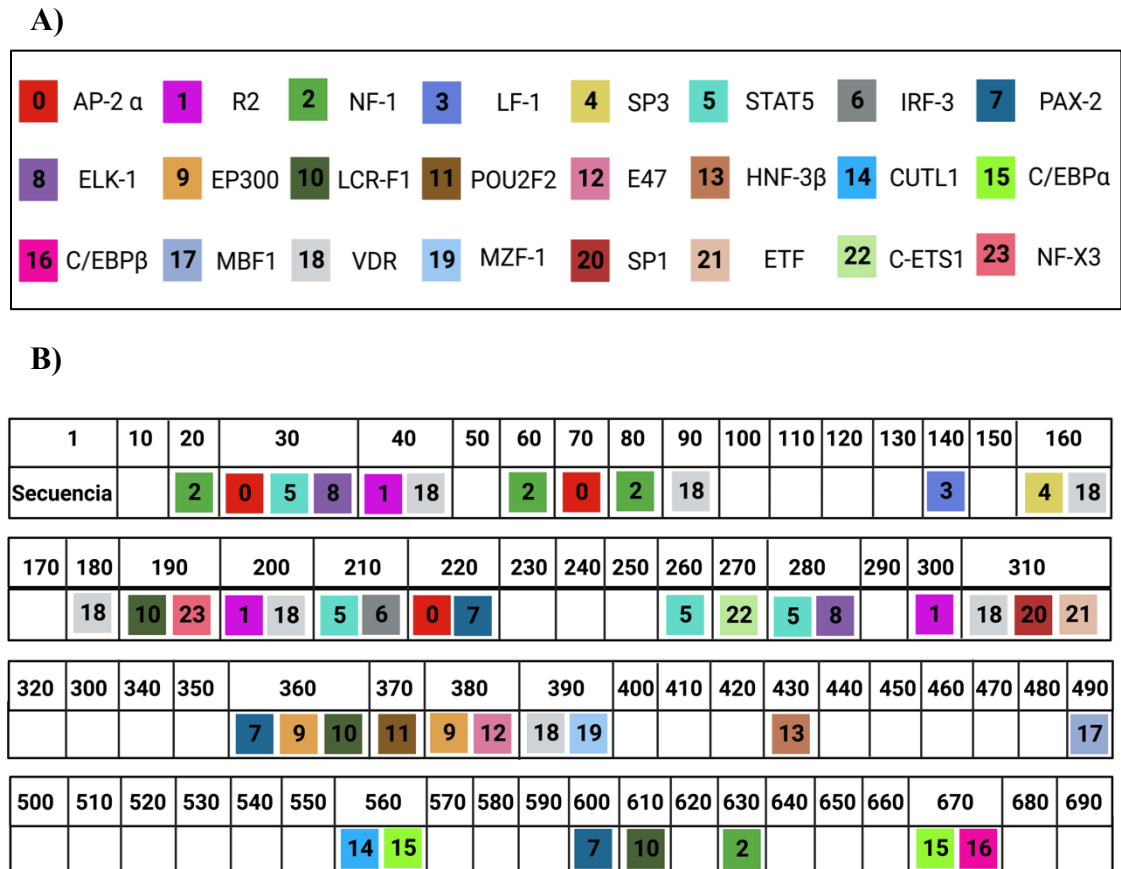 A)
0 AP-2 α 1 R2 2 NF-1 3 LF-1 4 SP3 5 STAT5 6 IRF-3 7 PAX-2
8 ELK-1 9 EP300 10 LCR-F1 11 POU2F2 12 E47 13 HNF-3β 14 CUTL1 15 C/EBPα
16 C/EBPβ 17 MBF1 18 VDR 19 MZF-1 20 SP1 21 ETF 22 C-ETS1 23 NF-X3
B)
1 10 20 30 40 50 60 70 80 90 100 110 120 130 140 150 160
Secuencia 2 0 5 8 1 18 2 0 2 18 3 4 18
170 180 190 200 210 220 230 240 250 260 270 280 290 300 310
18 10 23 1 18 5 6 0 7 5 22 5 8 1 18 20 21
320 300 340 350 360 370 380 390 400 410 420 430 440 450 460 470 480 490
7 9 10 11 9 12 18 19 13 17
500 510 520 530 540 550 560 570 580 590 600 610 620 630 640 650 660 670 680 690
14 15 7 10 2 15 16